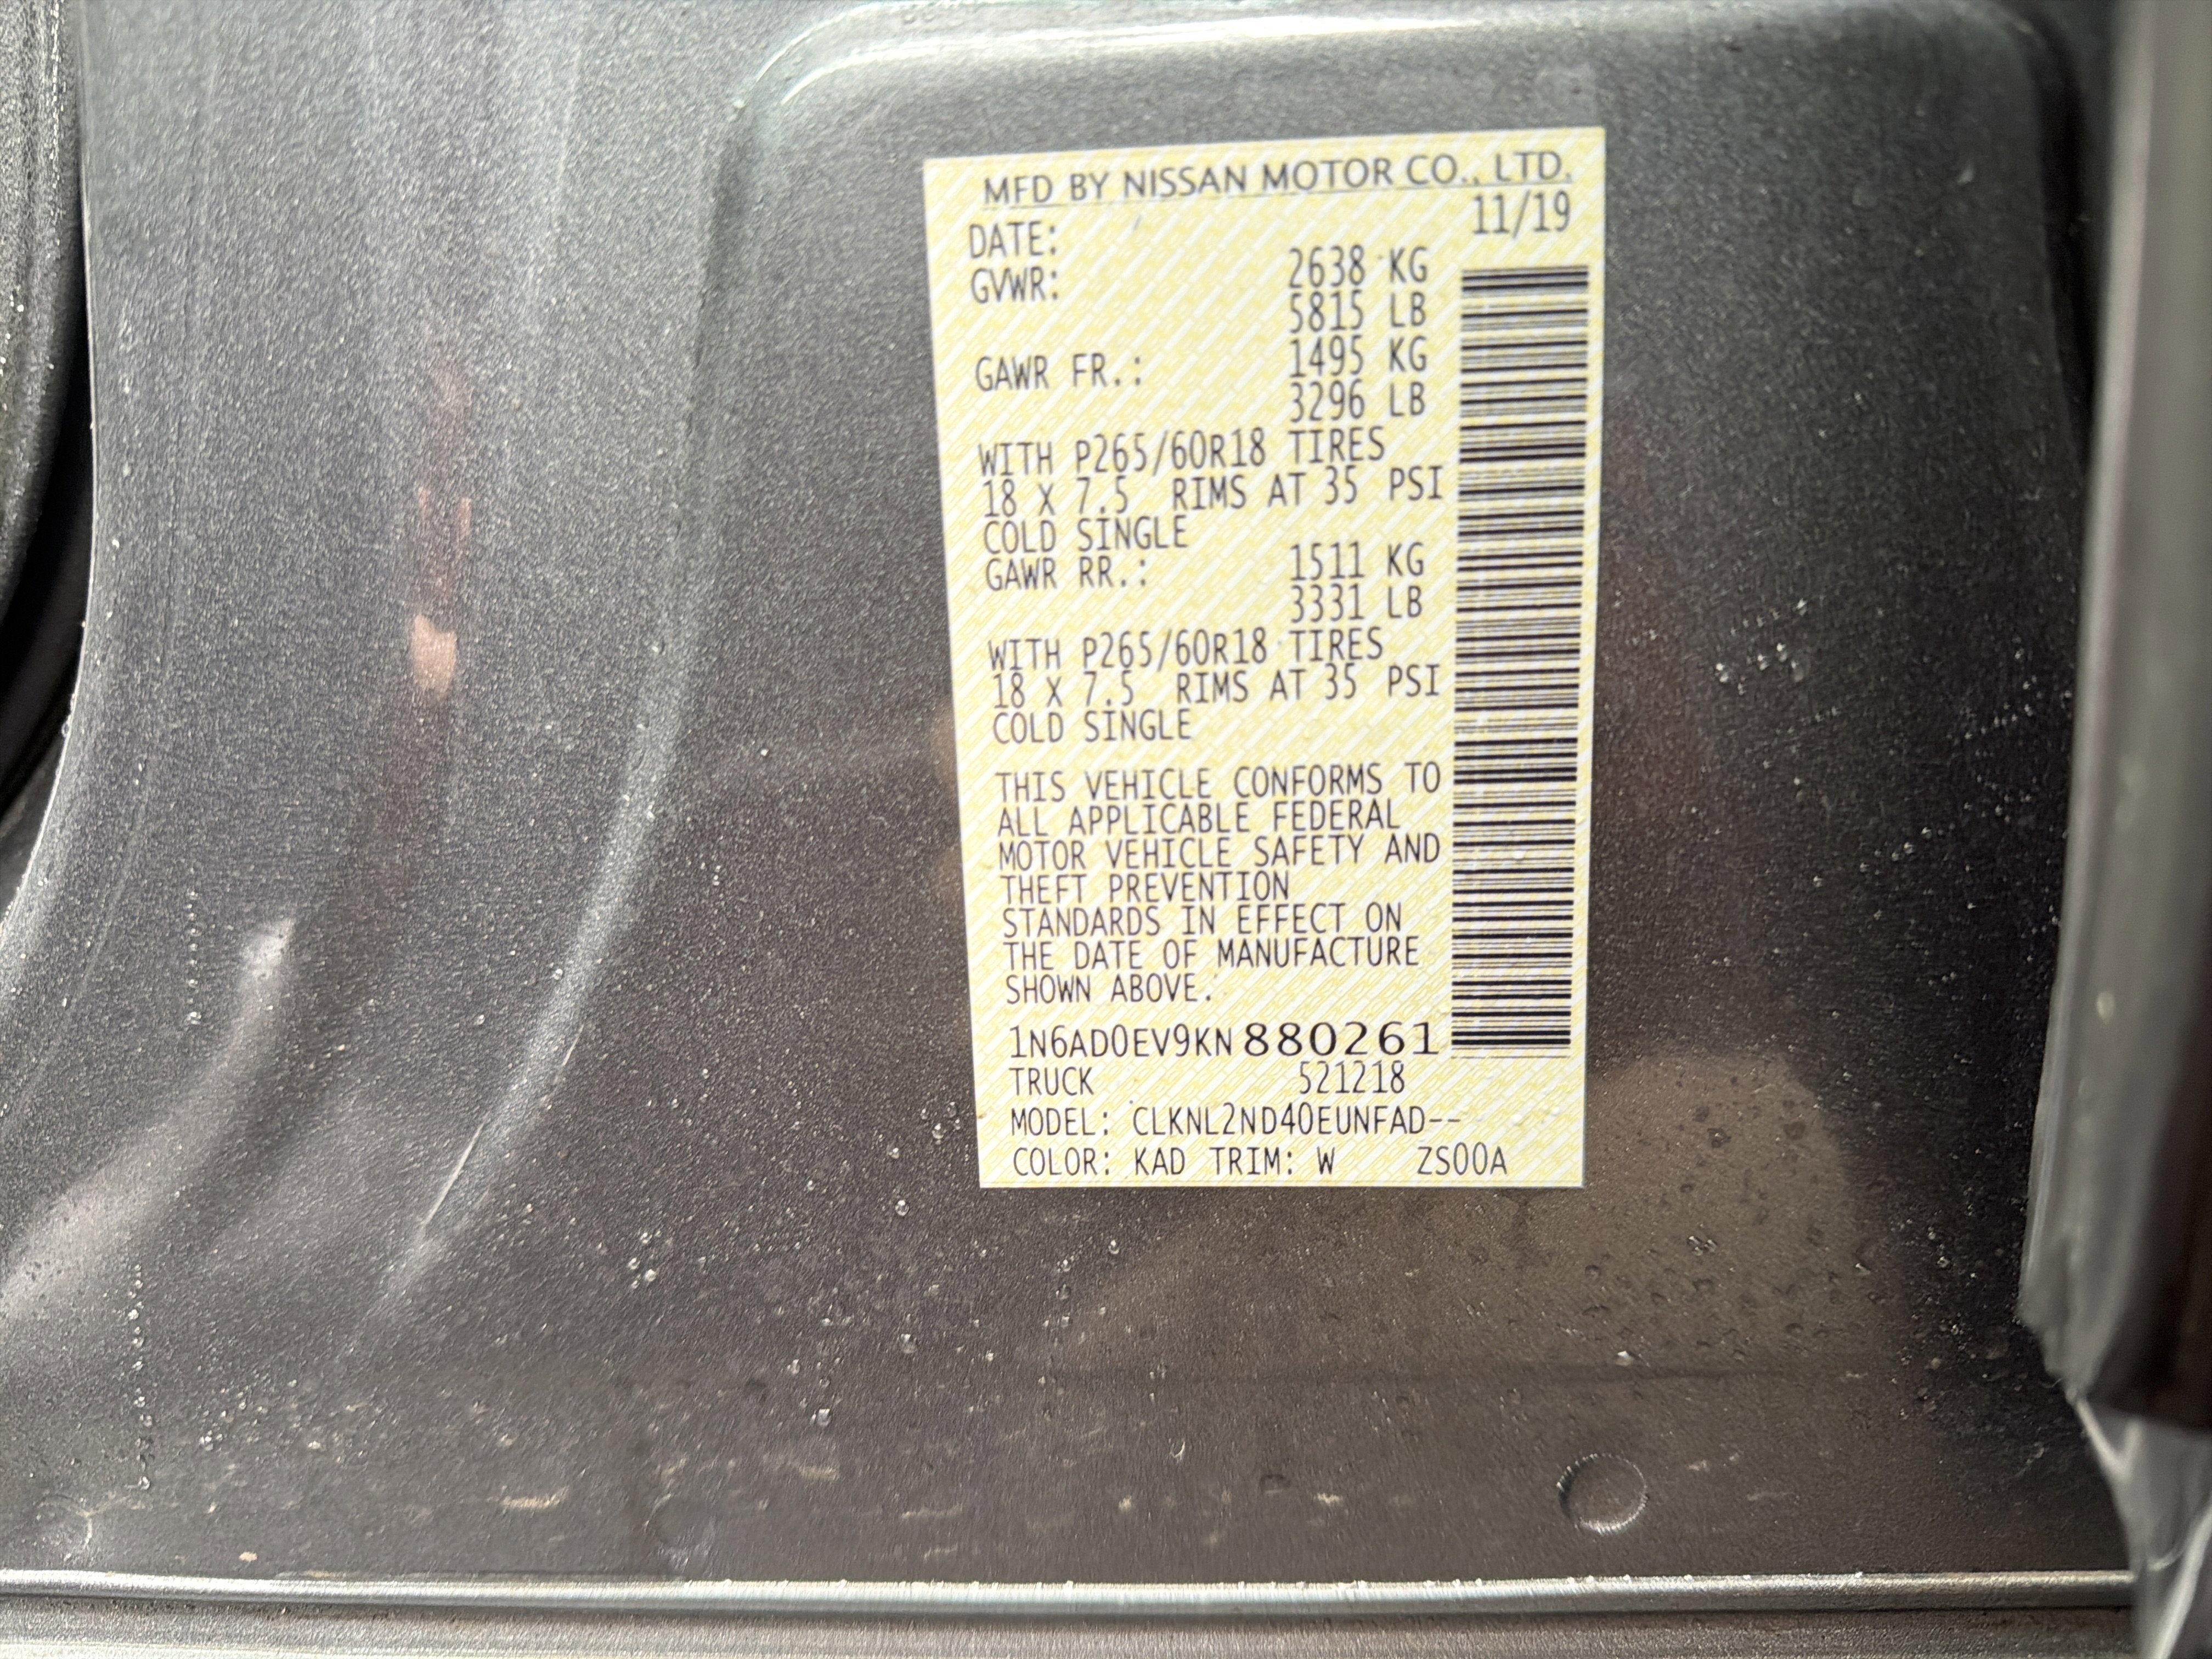 MFD BY NISSAN MOTOR CO., LTD.
DATE: 11/19
GVWR: 2638 KG
5815 LB
GAWR FR.: 1495 KG
3296 LB
WITH P265/60R18 TIRES
18 X 7.5 RIMS AT 35 PSI
COLD SINGLE
GAWR RR.: 1511 KG
3331 LB
WITH P265/60R18 TIRES
18 X 7.5 RIMS AT 35 PSI
COLD SINGLE
THIS VEHICLE CONFORMS TO
ALL APPLICABLE FEDERAL
MOTOR VEHICLE SAFETY AND
THEFT PREVENTION
STANDARDS IN EFFECT ON
THE DATE OF MANUFACTURE
SHOWN ABOVE.
1N6AD0EV9KN880261
TRUCK 521218
MODEL: CLKNL2ND40EUNFAD--
COLOR: KAD TRIM: W ZS00A